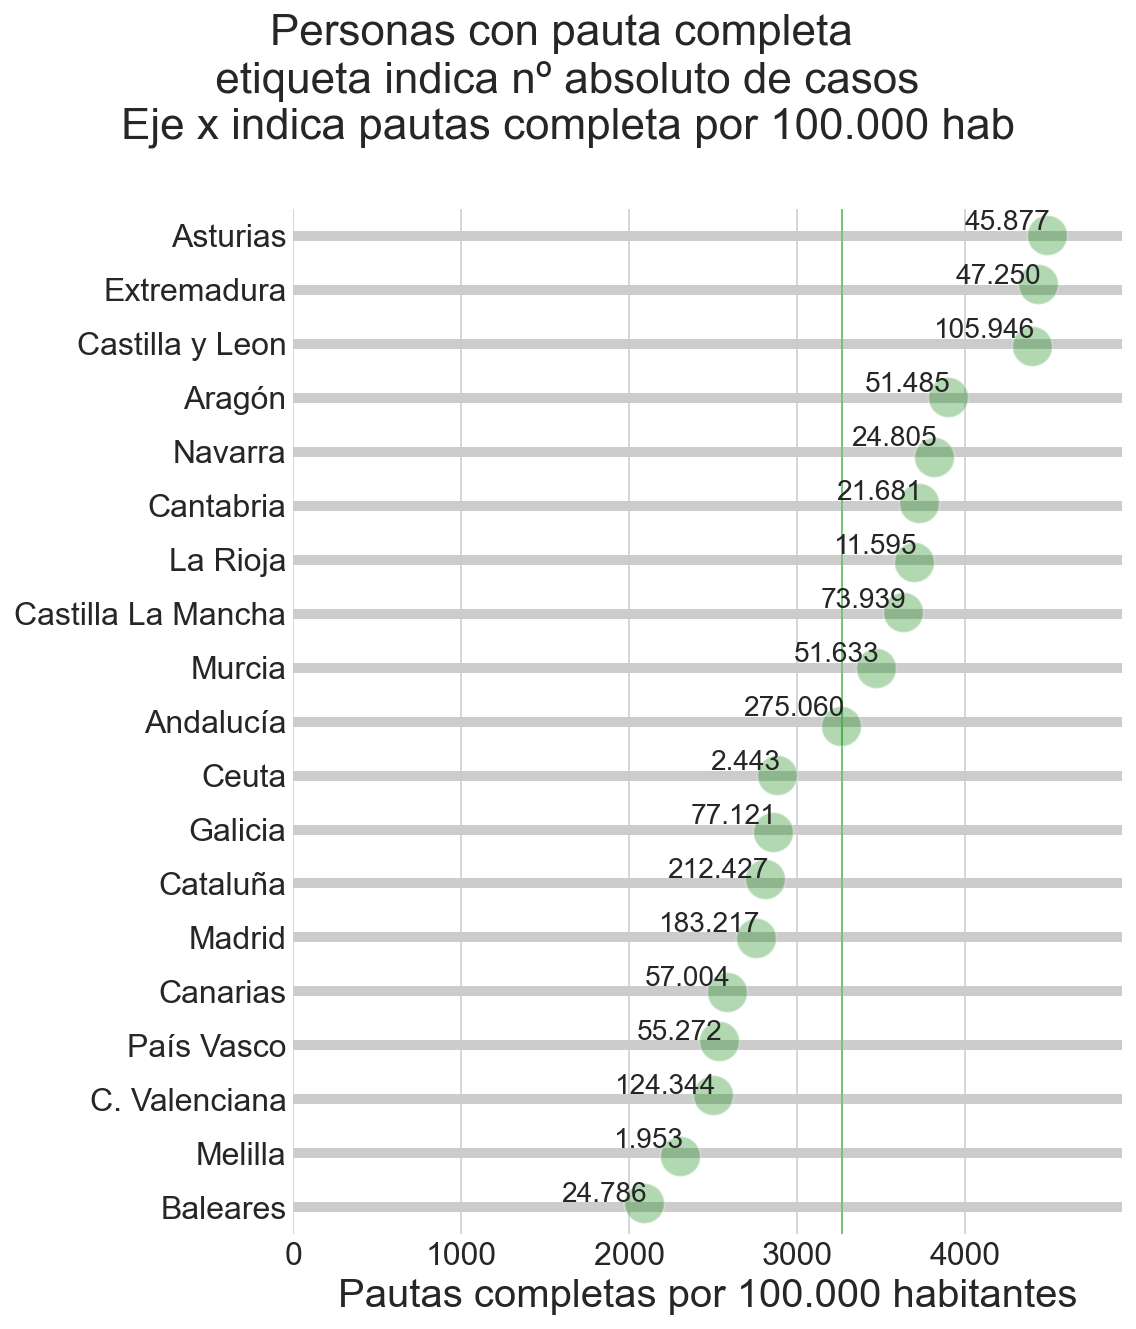 Personas con pauta completa
etiqueta indica nº absoluto de casos
Eje x indica pautas completa por 100.000 hab
Asturias 45.877
Extremadura 47.250
Castilla y Leon 105.946
Aragón 51.485
Navarra 24.805
Cantabria 21.681
La Rioja 11.595
Castilla La Mancha 73.939
Murcia 51.633
Andalucía 275.060
Ceuta 2.443
Galicia 77.121
Cataluña 212.427
Madrid 183.217
Canarias 57.004
País Vasco 55.272
C. Valenciana 124.344
Melilla 1.953
Baleares 24.786
0 1000 2000 3000 4000
Pautas completas por 100.000 habitantes